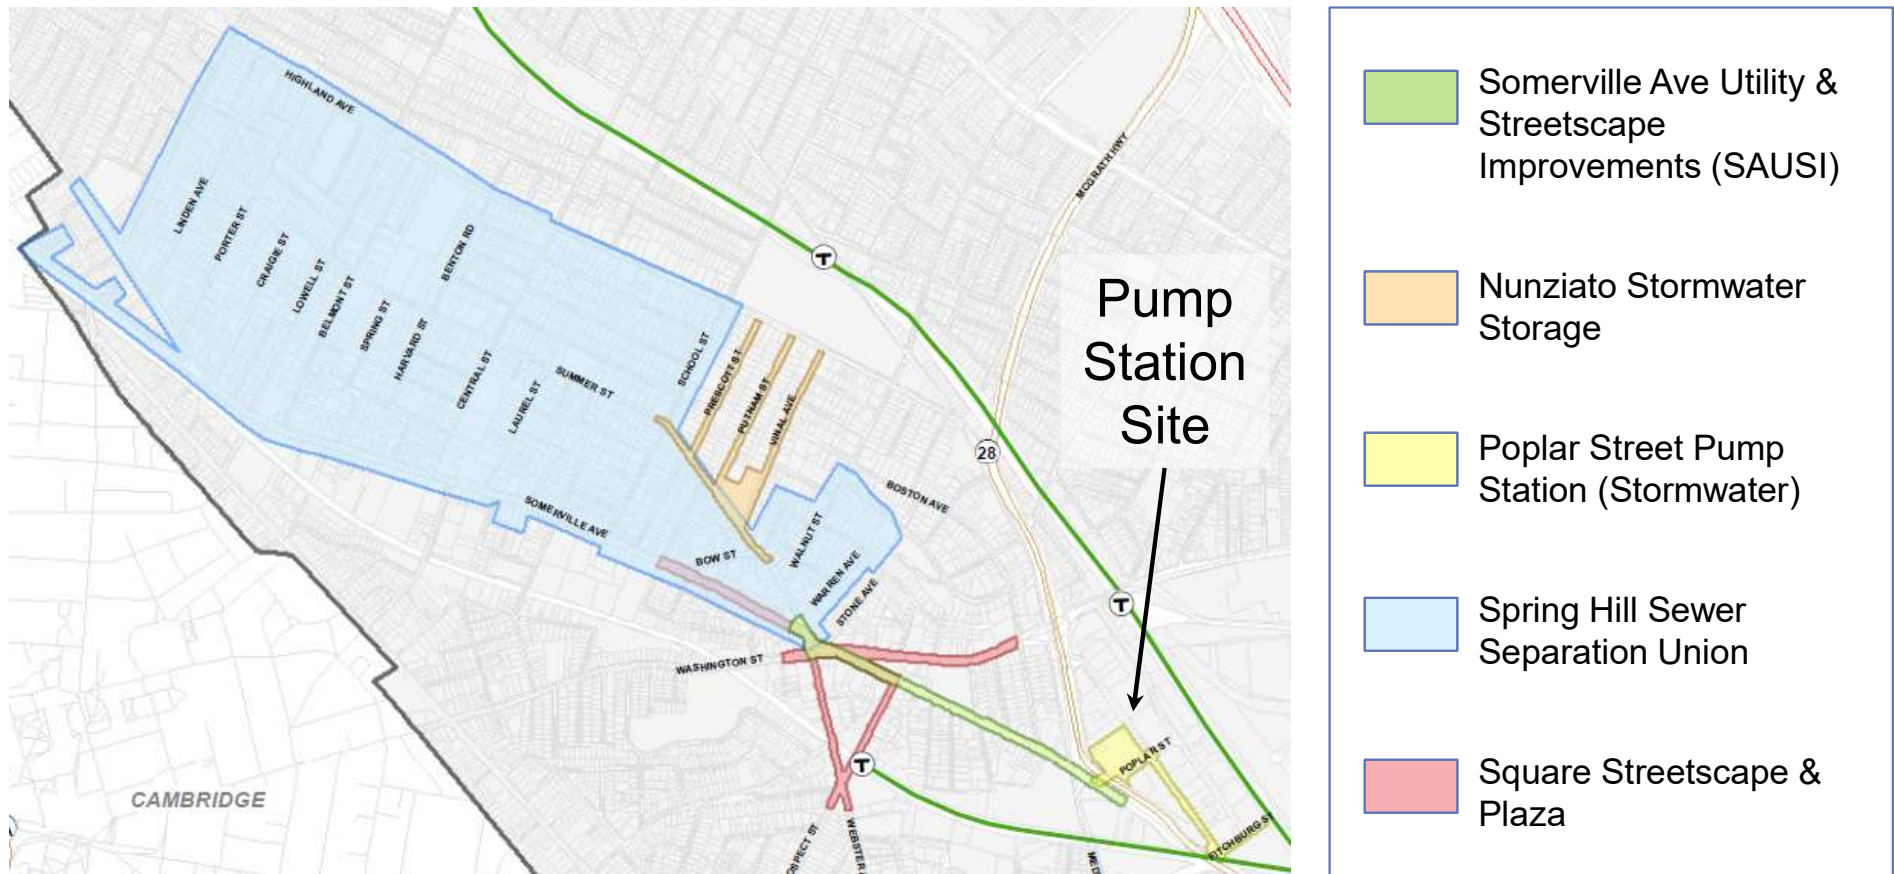 HIGHLAND AVE
LINDEN AVE
PORTER ST
CRAIGIE ST
LOWELL ST
BELMONT ST
SPRING ST
HARVARD ST
BENTON RD
CENTRAL ST
LAUREL ST
SUMMER ST
SCHOOL ST
PRESCOTT ST
PUTNAM ST
VINAL AVE
SOMERVILLE AVE
BOW ST
WALNUT ST
WARREN AVE
STONE AVE
BOSTON AVE
WASHINGTON ST
MCGRATH HWY
T
28
T
T
Pump
Station
Site
POPLAR ST
FITCHBURG ST
OSPECT ST
WEBSTER A
MED
CAMBRIDGE
Somerville Ave Utility &
Streetscape
Improvements (SAUSI)
Nunziato Stormwater
Storage
Poplar Street Pump
Station (Stormwater)
Spring Hill Sewer
Separation Union
Square Streetscape &
Plaza